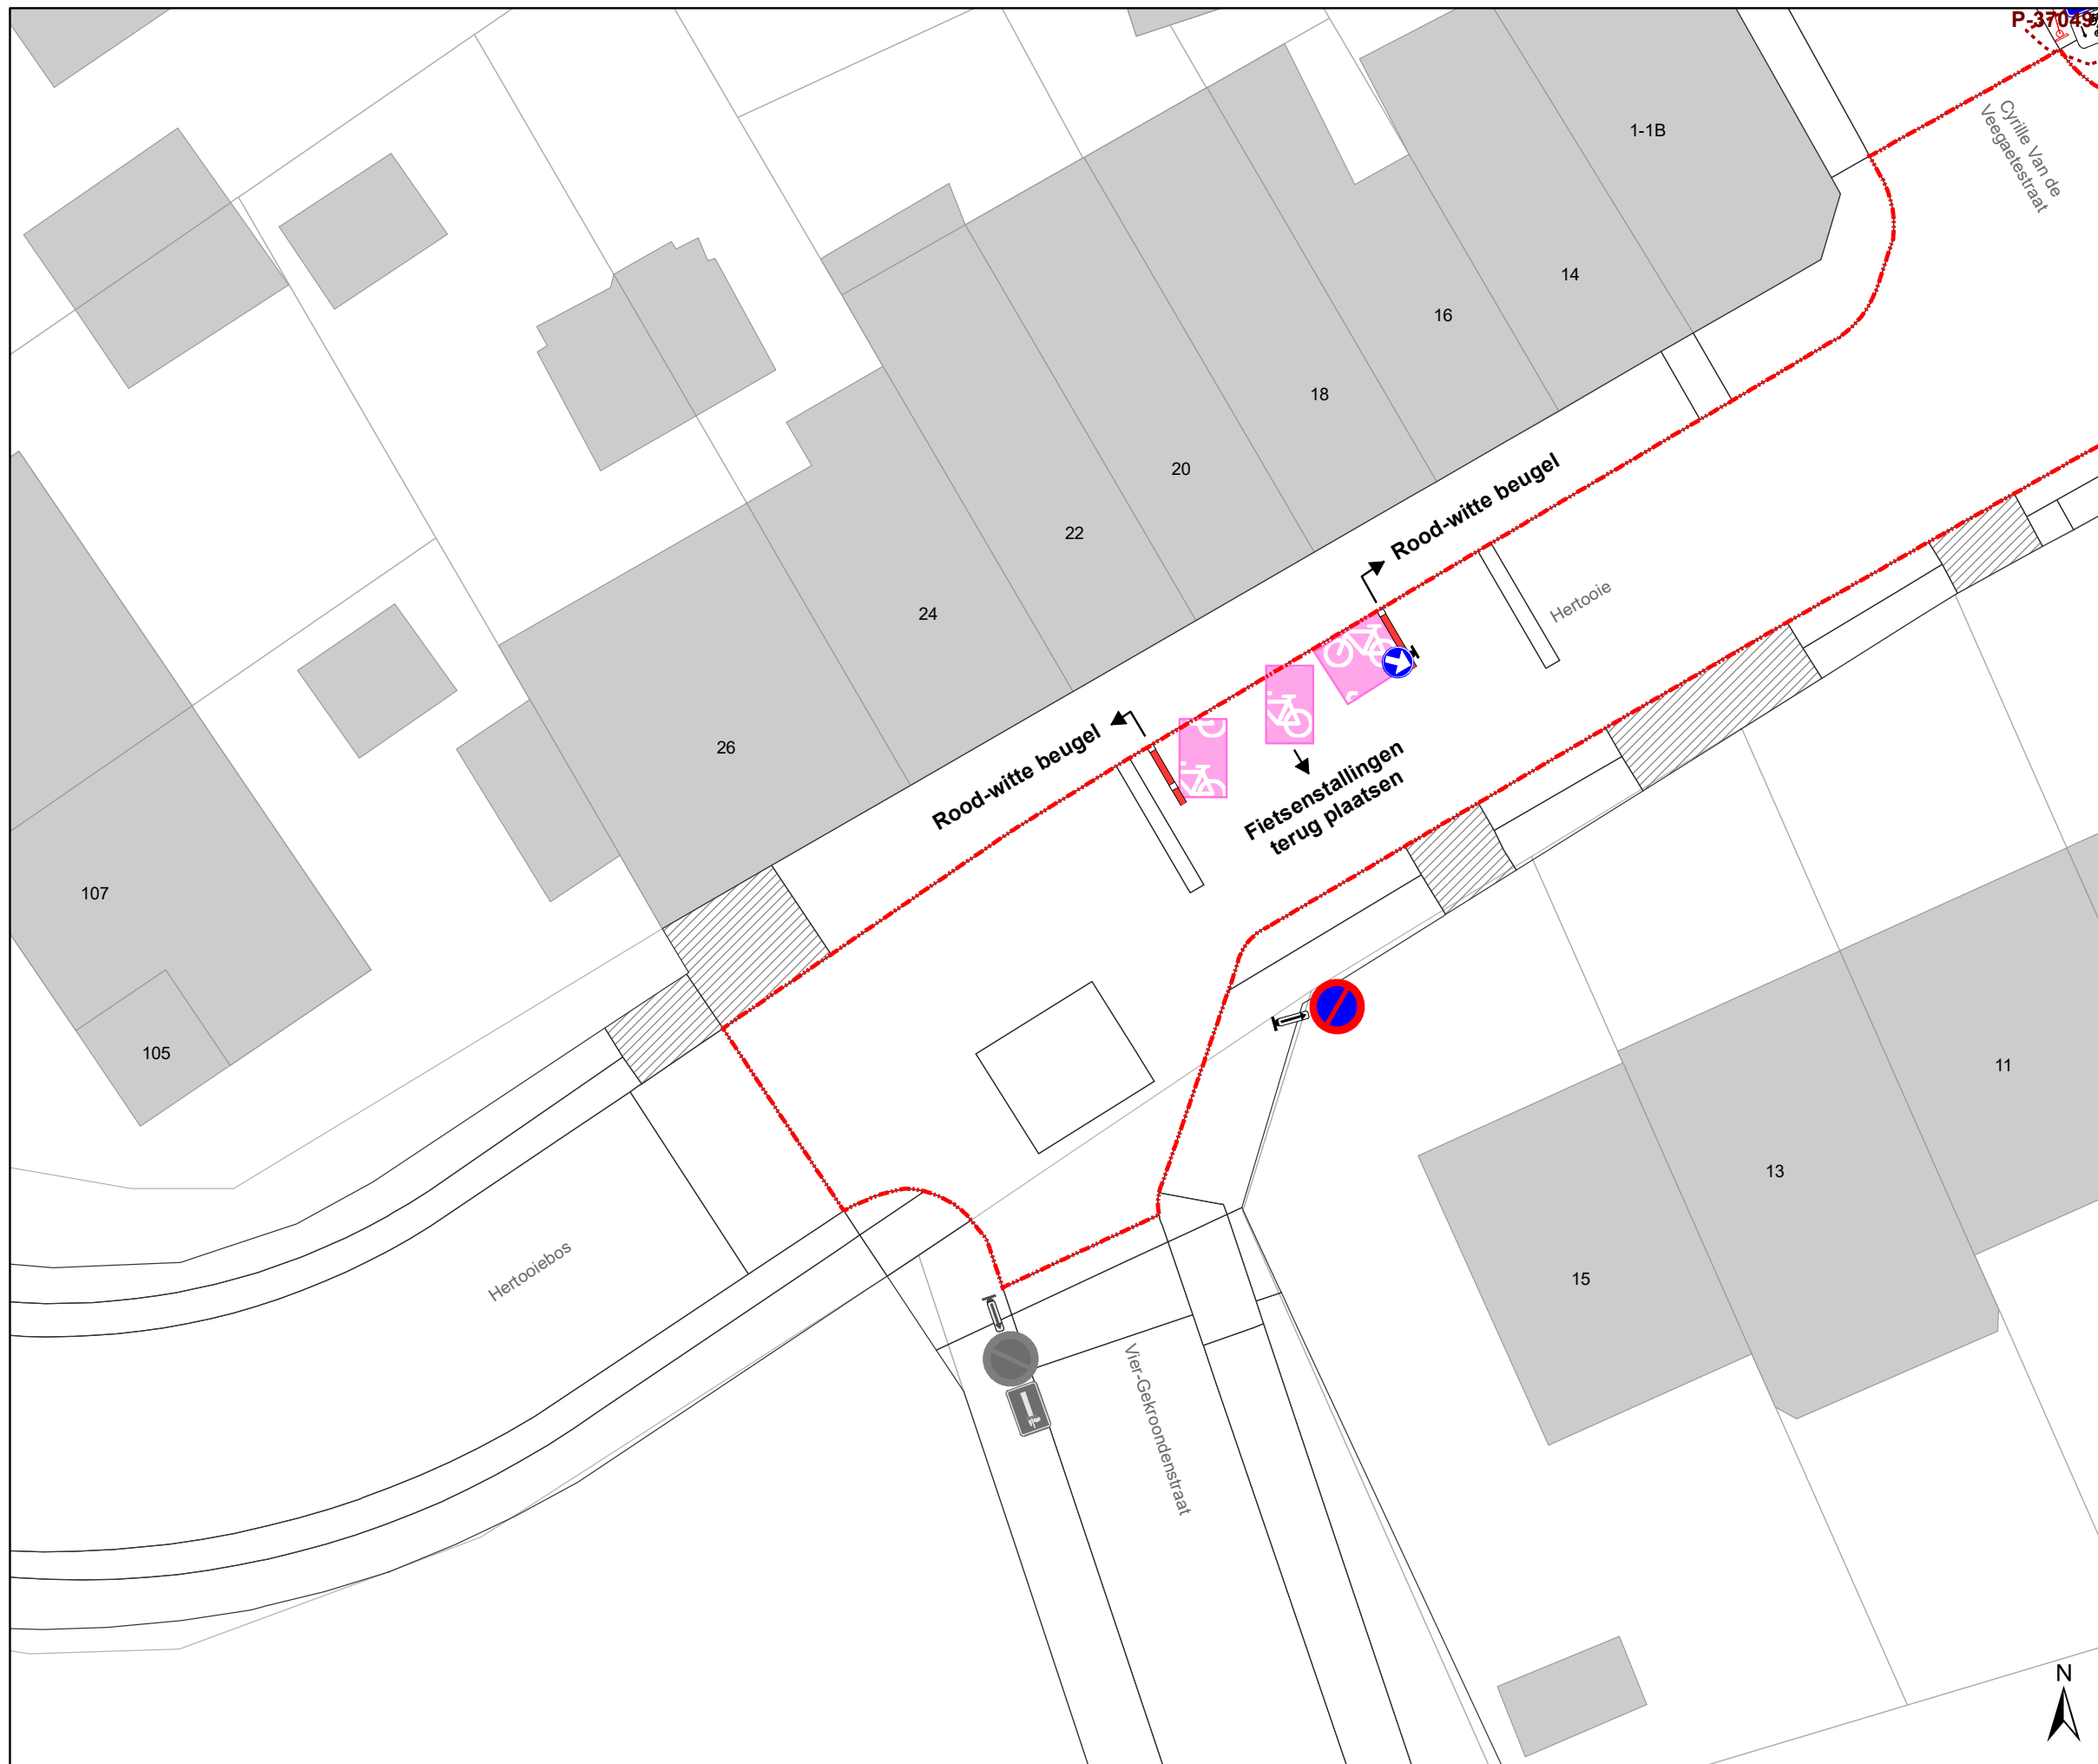 P-37049
Cyrille Van de
Veegaetestraat
1-1B
14
16
18
20
22
24
26
Rood-witte beugel
Hertooie
Rood-witte beugel
Fietsenstallingen
terug plaatsen
107
105
11
13
15
Hertooiebos
Vier-Gekroondenstraat
N